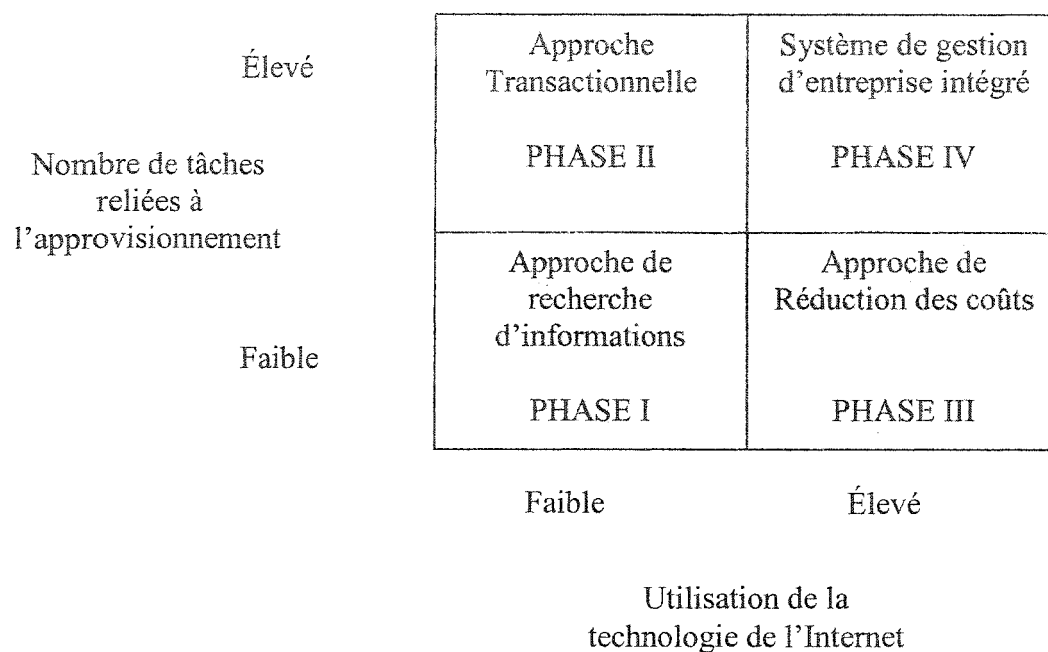 Élevé
Nombre de tâches
reliées à
l'approvisionnement
Faible
Approche
Transactionnelle
PHASE II
Système de gestion
d'entreprise intégré
PHASE IV
Approche de
recherche
d'informations
PHASE I
Approche de
Réduction des coûts
PHASE III
Faible
Élevé
Utilisation de la
technologie de l'Internet